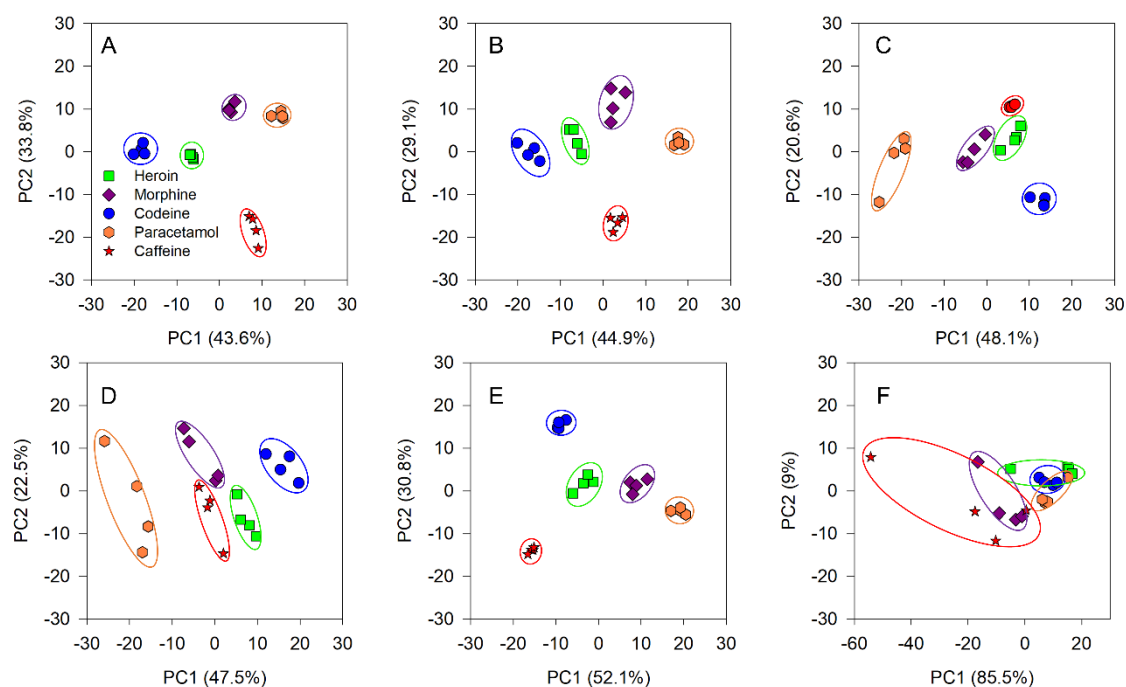 A
PC2 (33.8%)
30
20
10
0
-10
-20
-30
Heroin
Morphine
Codeine
Paracetamol
Caffeine
-30 -20 -10 0 10 20 30
PC1 (43.6%)
B
PC2 (29.1%)
30
20
10
0
-10
-20
-30
-30 -20 -10 0 10 20 30
PC1 (44.9%)
C
PC2 (20.6%)
30
20
10
0
-10
-20
-30
-30 -20 -10 0 10 20 30
PC1 (48.1%)
D
PC2 (22.5%)
30
20
10
0
-10
-20
-30
-30 -20 -10 0 10 20 30
PC1 (47.5%)
E
PC2 (30.8%)
30
20
10
0
-10
-20
-30
-30 -20 -10 0 10 20 30
PC1 (52.1%)
F
PC2 (9%)
30
20
10
0
-10
-20
-30
-60 -40 -20 0 20
PC1 (85.5%)